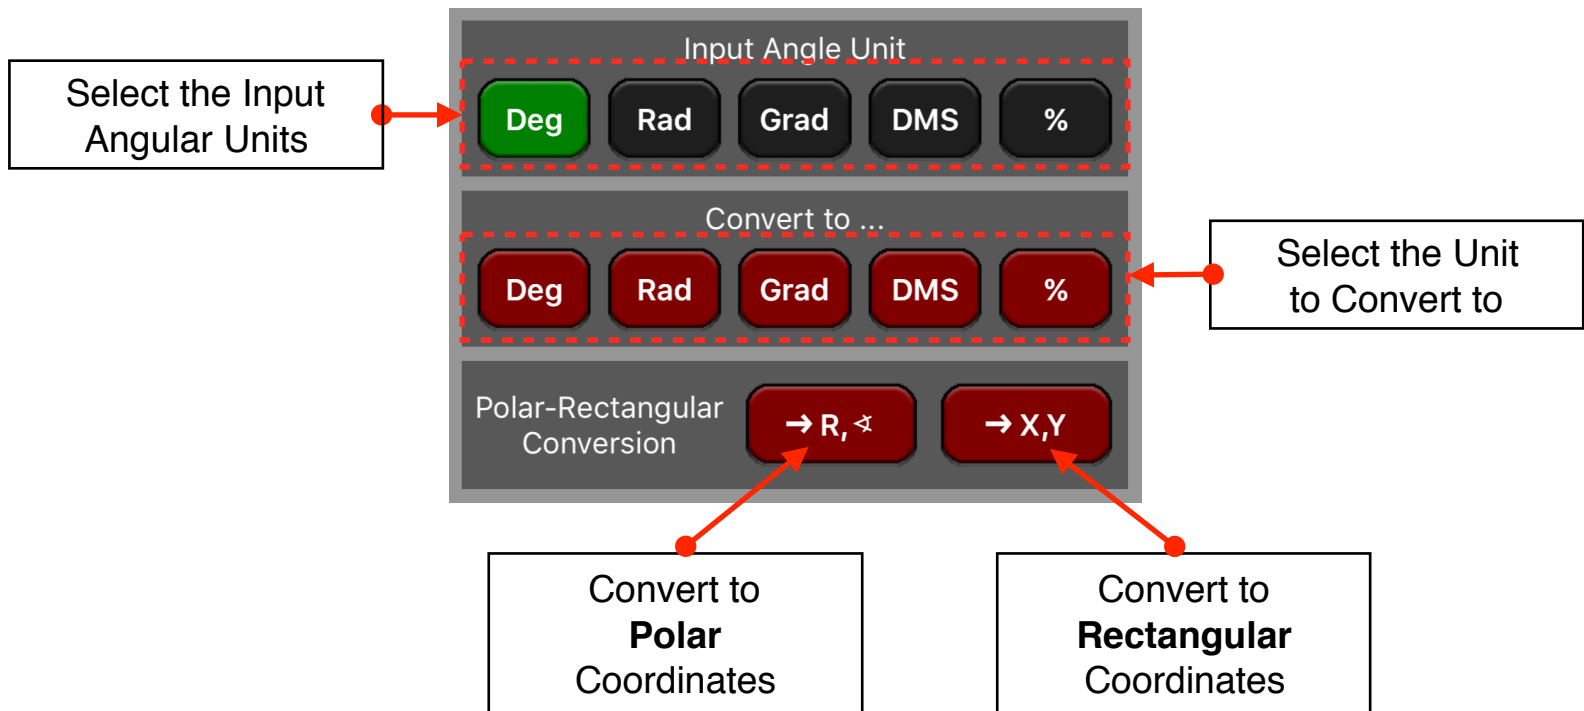 Input Angle Unit
Select the Input
Angular Units
Deg Rad Grad DMS %
Convert to ...
Deg Rad Grad DMS %
Select the Unit
to Convert to
Polar-Rectangular
Conversion
→ R, ∢ → X,Y
Convert to
Polar
Coordinates
Convert to
Rectangular
Coordinates